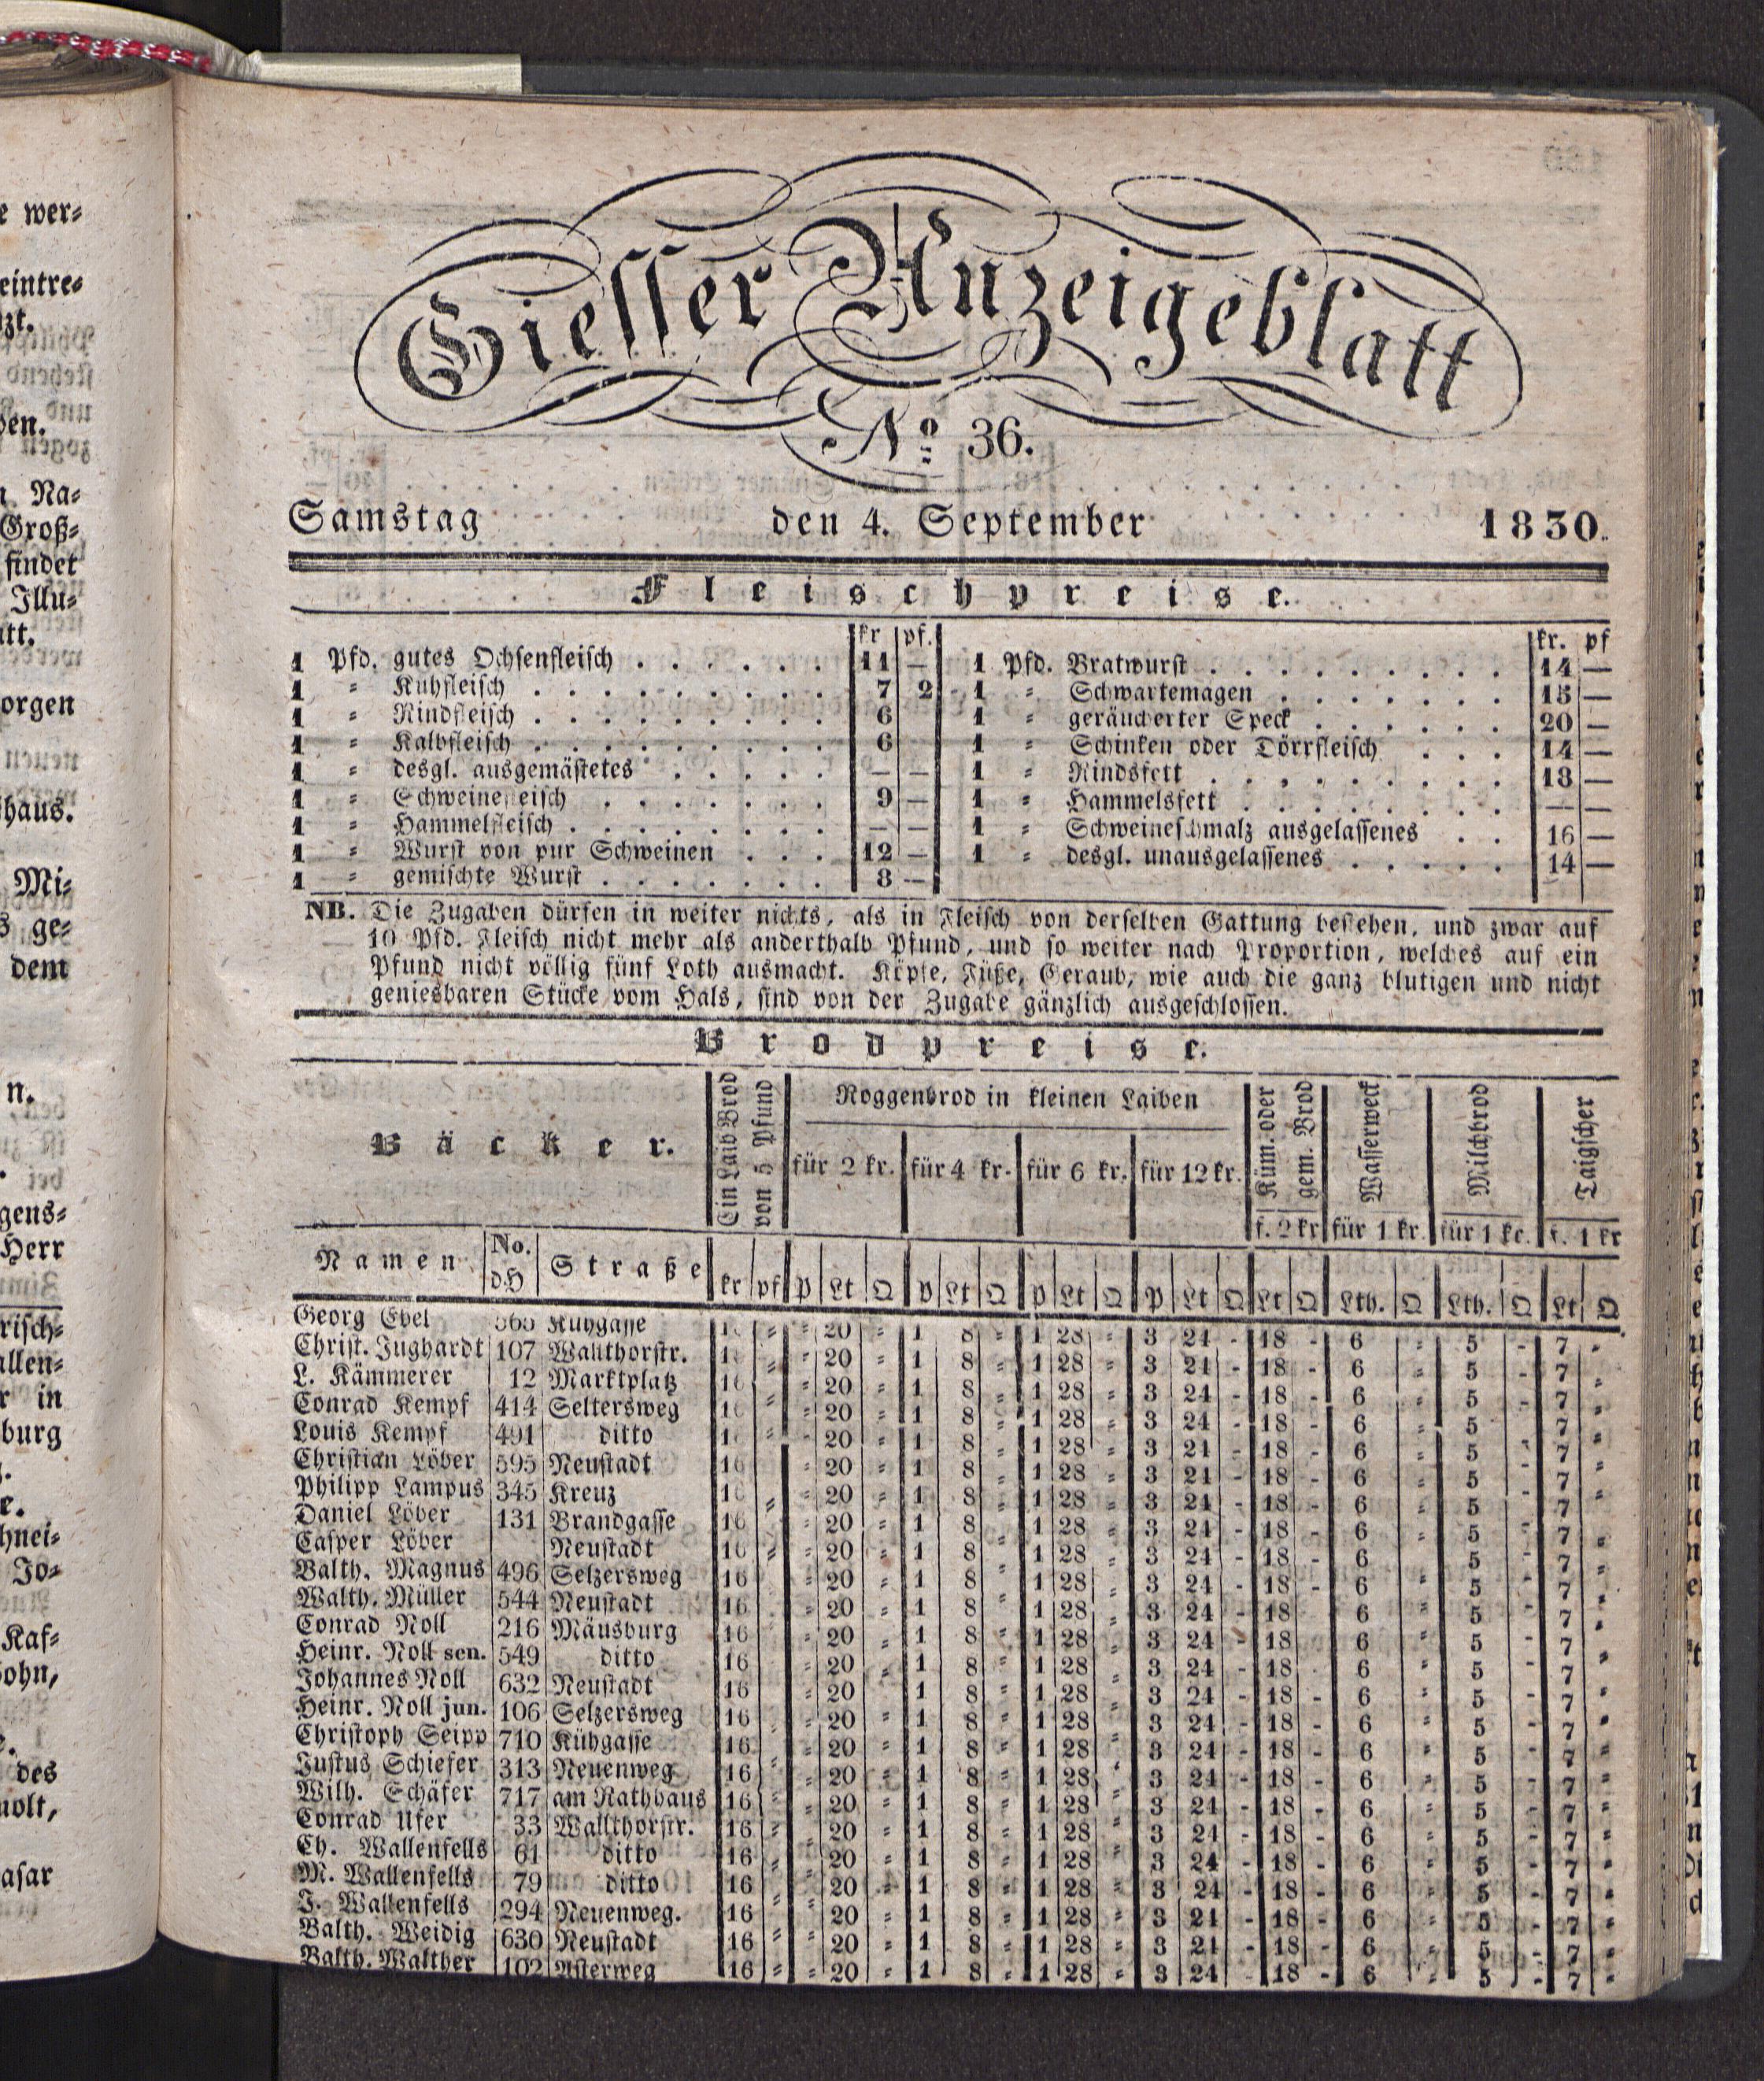 Giesser Anzeigeblatt
No. 36.
Samstag den 4. September 1830.
Fleischpreise.
kr pf. kr. pf
1 Pfd. gutes Ochsenfleisch . . . . . . 11 —
1 " Kuhfleisch . . . . . . . . . 7 2
1 " Rindfleisch . . . . . . . . . 6
1 " Kalbfleisch . . . . . . . . . 6
1 " desgl. ausgemästetes . . . . . — —
1 " Schweinefleisch . . . . . . . 9 —
1 " Hammelfleisch . . . . . . . . — —
1 " Wurst von pur Schweinen . . . 12 —
1 " gemischte Wurst . . . . . . . 8 —
1 Pfd. Bratwurst . . . . . . . . . 14 —
1 " Schwartemagen . . . . . . . 15 —
1 " geräucherter Speck . . . . . . 20 —
1 " Schinken oder Dörrfleisch . . . 14 —
1 " Rindsfett . . . . . . . . . 13 —
1 " Hammelsfett . . . . . . . . — —
1 " Schweineschmalz ausgelassenes . . 16 —
1 " desgl. unausgelassenes . . . . . 14 —
NB. Die Zugaben dürfen in weiter nichts, als in Fleisch von derselben Gattung bestehen, und zwar auf
10 Pfd. Fleisch nicht mehr als anderthalb Pfund, und so weiter nach Proportion, welches auf ein
Pfund nicht völlig fünf Loth ausmacht. Köpfe, Füße, Geraub, wie auch die ganz blutigen und nicht
geniesbaren Stücke vom Hals, sind von der Zugabe gänzlich ausgeschlossen.
Brodpreise.
Bäcker. Ein Laib Brod von 5 Pfund Roggenbrod in kleinen Laiben Küm. oder gem. Brod Wasserweck Milchbrod Taigscher
für 2 kr. für 4 kr. für 6 kr. für 12 kr. f. 2 kr für 1 kr. für 1 kr. f. 1 kr
Namen No. d.H Straße kr pf P Lt Q P Lt Q P Lt Q P Lt Q Lt Q Lth. Q Lth. Q Lt Q
Georg Ebel 565 Kühgasse " " 20 " 1 8 " 1 28 " 3 24 - 18 - 6 " 5 - 7 "
Christ. Jughardt 107 Wallthorstr. " " 20 " 1 8 " 1 28 " 3 24 - 18 - 6 " 5 - 7 "
L. Kämmerer 12 Marktplatz 16 " " 20 " 1 8 " 1 28 " 3 24 - 18 - 6 " 5 - 7 "
Conrad Kempf 414 Seltersweg 16 " " 20 " 1 8 " 1 28 " 3 24 - 18 - 6 " 5 - 7 "
Louis Kempf 491 ditto " " 20 " 1 8 " 1 28 " 3 24 - 18 - 6 " 5 - 7 "
Christian Löber 595 Neustadt 16 " 20 " 1 8 " 1 28 " 3 24 - 18 - 6 " 5 - 7 "
Philipp Lampus 345 Kreuz 16 " " 20 " 1 8 " 1 28 " 3 24 - 18 - 6 " 5 - 7 "
Daniel Löber 131 Brandgasse 16 " 20 " 1 8 " 1 28 " 3 24 - 18 - 6 " 5 - 7 "
Casper Löber Neustadt 16 " " 20 " 1 8 " 1 28 " 3 24 - 18 - 6 " 5 - 7 "
Balth. Magnus 496 Selzersweg 16 " 20 " 1 8 " 1 28 " 3 24 - 18 - 6 " 5 - 7 "
Walth. Müller 544 Neustadt 16 " 20 " 1 8 " 1 28 " 3 24 - 18 6 " 5 - 7 "
Conrad Noll 216 Mäusburg 16 " 20 " 1 8 " 1 28 " 3 24 - 18 6 " 5 - 7 "
Heinr. Noll sen. 549 ditto 16 " 20 " 1 8 " 1 28 " 3 24 - 18 6 " 5 - 7 "
Johannes Noll 632 Neustadt 16 " 20 1 8 " 1 28 " 3 24 - 18 - 6 " 5 - 7 "
Heinr. Noll jun. 106 Selzersweg 16 " " 20 " 1 8 " 1 28 " 3 24 - 18 - 6 " 5 - 7 "
Christoph Seipp 710 Kühgasse 16 " " 20 " 1 8 " 1 28 " 3 24 - 18 - 6 " 5 - 7 "
Justus Schiefer 313 Neuenweg 16 " " 20 " 1 8 " 1 28 " 3 24 - 18 - 6 " 5 - 7 "
Wilh. Schäfer 717 am Rathhaus 16 " " 20 " 1 8 " 1 28 " 3 24 - 18 - 6 " 5 - 7 "
Conrad Ufer 33 Wallthorstr. 16 " " 20 " 1 8 " 1 28 " 3 24 - 18 - 6 " 5 - 7 "
Ch. Wallenfells 61 ditto 16 " " 20 " 1 8 " 1 28 " 3 24 - 18 - 6 " 5 - 7 "
M. Wallenfells 79 ditto 16 " " 20 " 1 8 " 1 28 " 3 24 - 18 - 6 " 5 - 7 "
J. Wallenfells 294 Neuenweg. 16 " " 20 " 1 8 " 1 28 " 3 24 - 18 - 6 " 5 - 7 "
Balth. Weidig 630 Neustadt 16 " " 20 " 1 8 " 1 28 " 3 24 - 18 - 6 " 5 - 7 "
Balth. Walther 102 Asterweg 16 " " 20 " 1 8 " 1 28 " 3 24 - 18 - 6 " 5 - 7 "